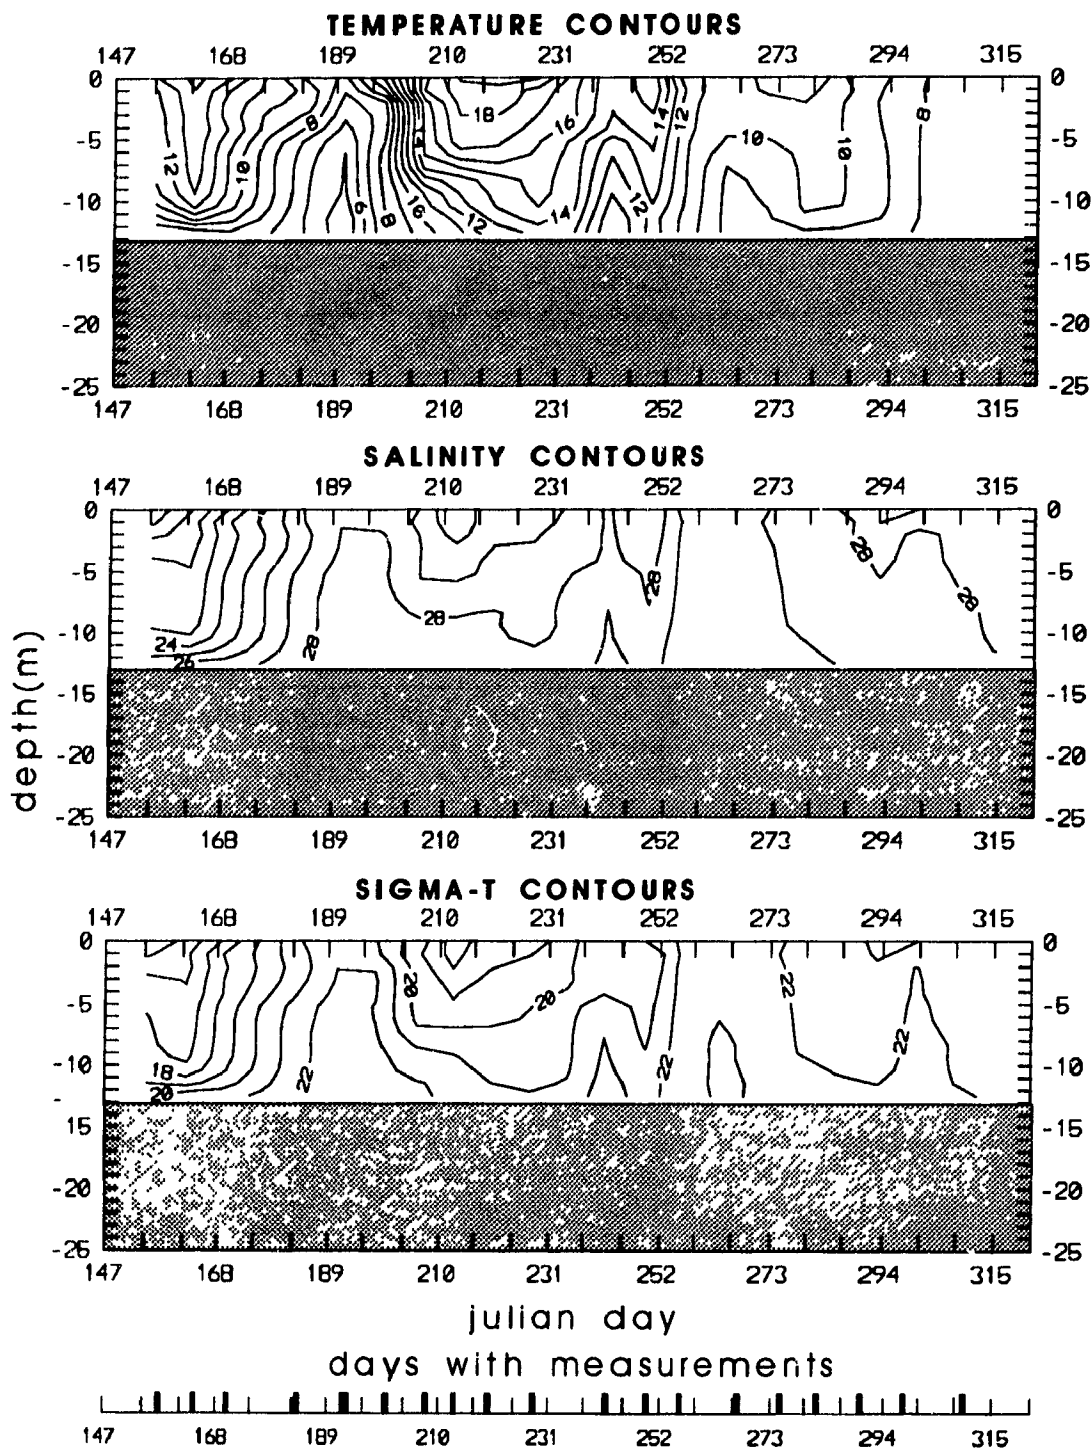 TEMPERATURE CONTOURS
147 168 189 210 231 252 273 294 315
0 0
-5 -5
-10 -10
-15 -15
-20 -20
-25 -25
12 10 8 6 8 14 16 12 18 16 14 12 14 12 10 10 8
147 168 189 210 231 252 273 294 315
SALINITY CONTOURS
147 168 189 210 231 252 273 294 315
0 0
-5 -5
-10 -10
-15 -15
-20 -20
-25 -25
24 26 28 28 28 28 28
depth(m)
147 168 189 210 231 252 273 294 315
SIGMA-T CONTOURS
147 168 189 210 231 252 273 294 315
0 0
-5 -5
-10 -10
- 15 -15
-20 -20
-25 -25
18 20 22 20 20 22 22 22
147 168 189 210 231 252 273 294 315
julian day
days with measurements
147 168 189 210 231 252 273 294 315